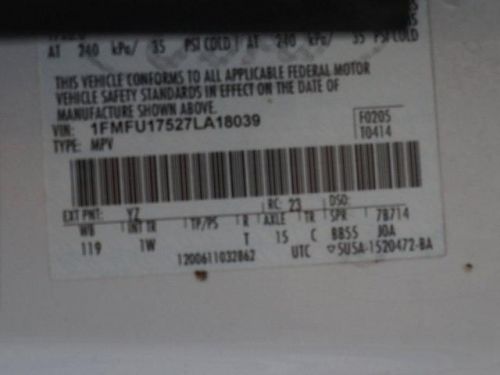 AT 240 kPa/ 35 PSI COLD AT 240 kPa/ 35 PSI COLD
THIS VEHICLE CONFORMS TO ALL APPLICABLE FEDERAL MOTOR
VEHICLE SAFETY STANDARDS IN EFFECT ON THE DATE OF
MANUFACTURE SHOWN ABOVE.
VIN: 1FMFU17527LA18039 F0205
TYPE: MPV T0414
EXT PNT: YZ RC: 23 DSO:
WB INT TR TP/PS R AXLE TR SPR 7B714
119 1W T 15 C BB55 JOA
1200611032862 UTC 5U5A-1520472-BA